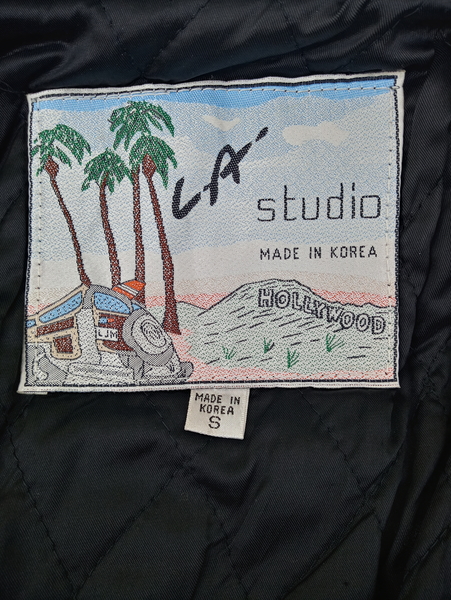 LA
studio
MADE IN KOREA
HOLLYWOOD
LJM
MADE IN
KOREA
S